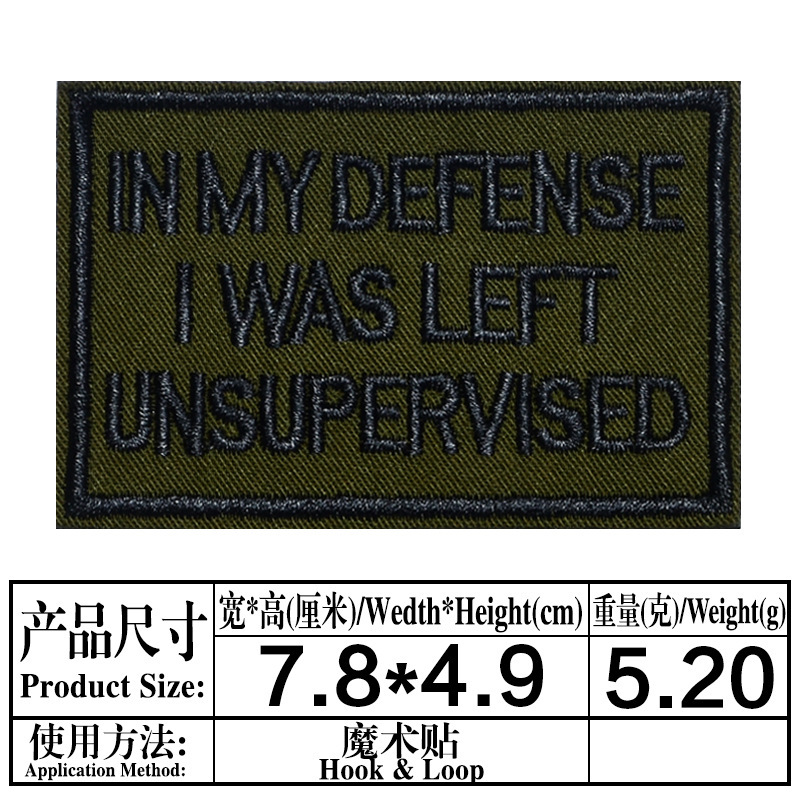 IN MY DEFENSE
I WAS LEFT
UNSUPERVISED
产品尺寸
Product Size:
宽*高(厘米)/Wedth*Height(cm)
7.8*4.9
重量(克)/Weight(g)
5.20
使用方法:
Application Method:
魔术贴
Hook & Loop